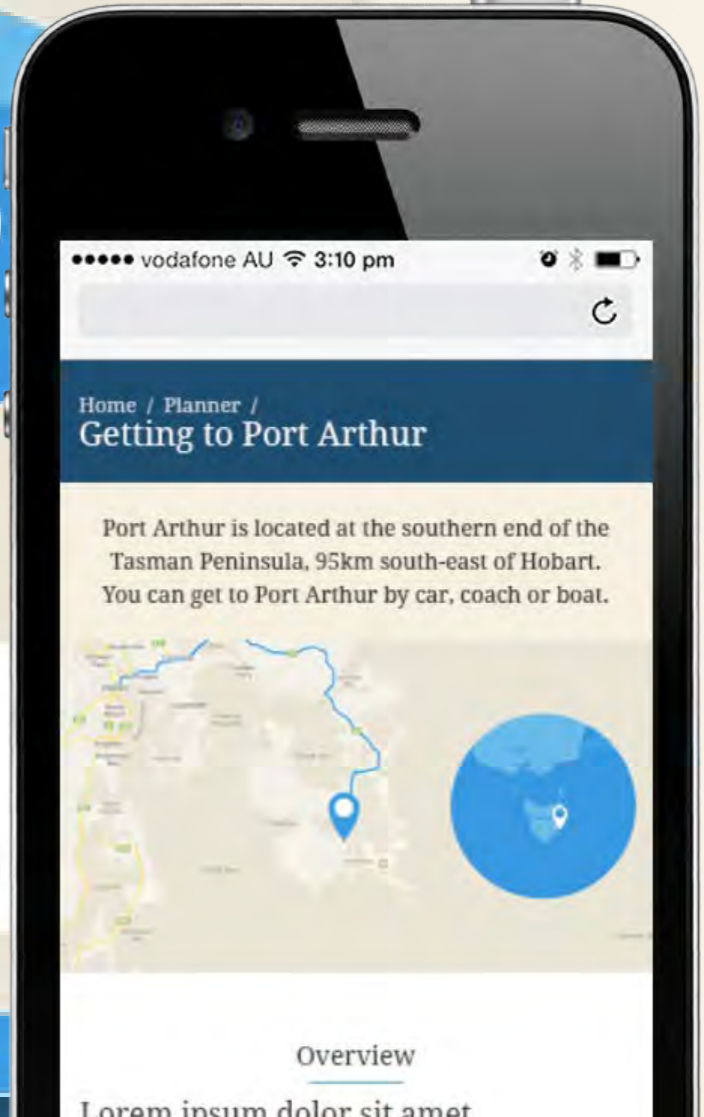 vodafone AU 3:10 pm
Home / Planner /
Getting to Port Arthur
Port Arthur is located at the southern end of the
Tasman Peninsula, 95km south-east of Hobart.
You can get to Port Arthur by car, coach or boat.
Overview
Lorem ipsum dolor sit amet